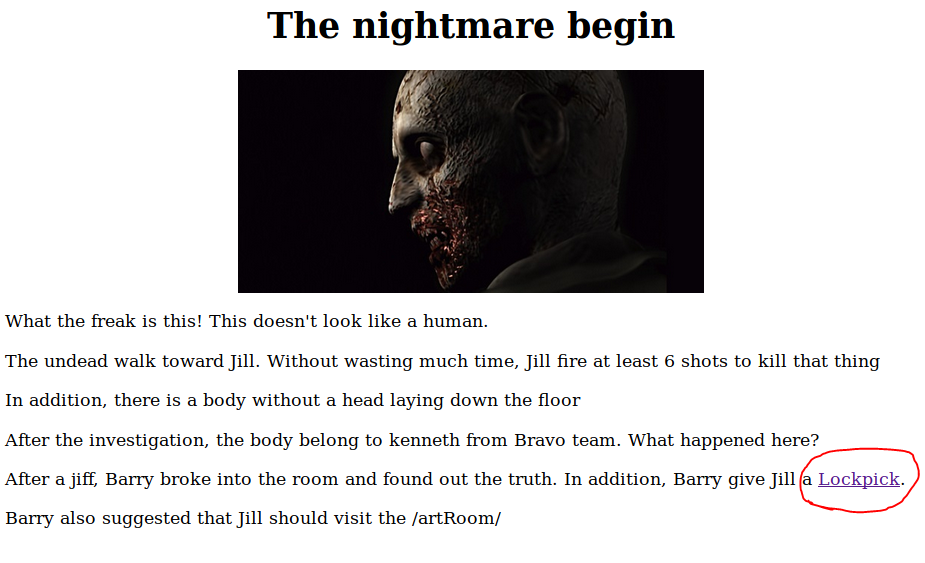 The nightmare begin
What the freak is this! This doesn't look like a human.
The undead walk toward Jill. Without wasting much time, Jill fire at least 6 shots to kill that thing
In addition, there is a body without a head laying down the floor
After the investigation, the body belong to kenneth from Bravo team. What happened here?
After a jiff, Barry broke into the room and found out the truth. In addition, Barry give Jill a Lockpick.
Barry also suggested that Jill should visit the /artRoom/